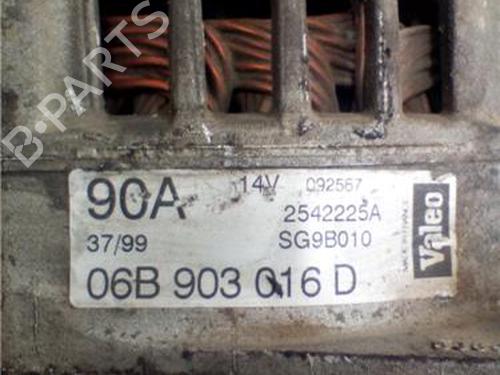 B-PARTS
90A 14V 092567
2542225A
37/99 SG9B010
06B 903 016 D
Valeo